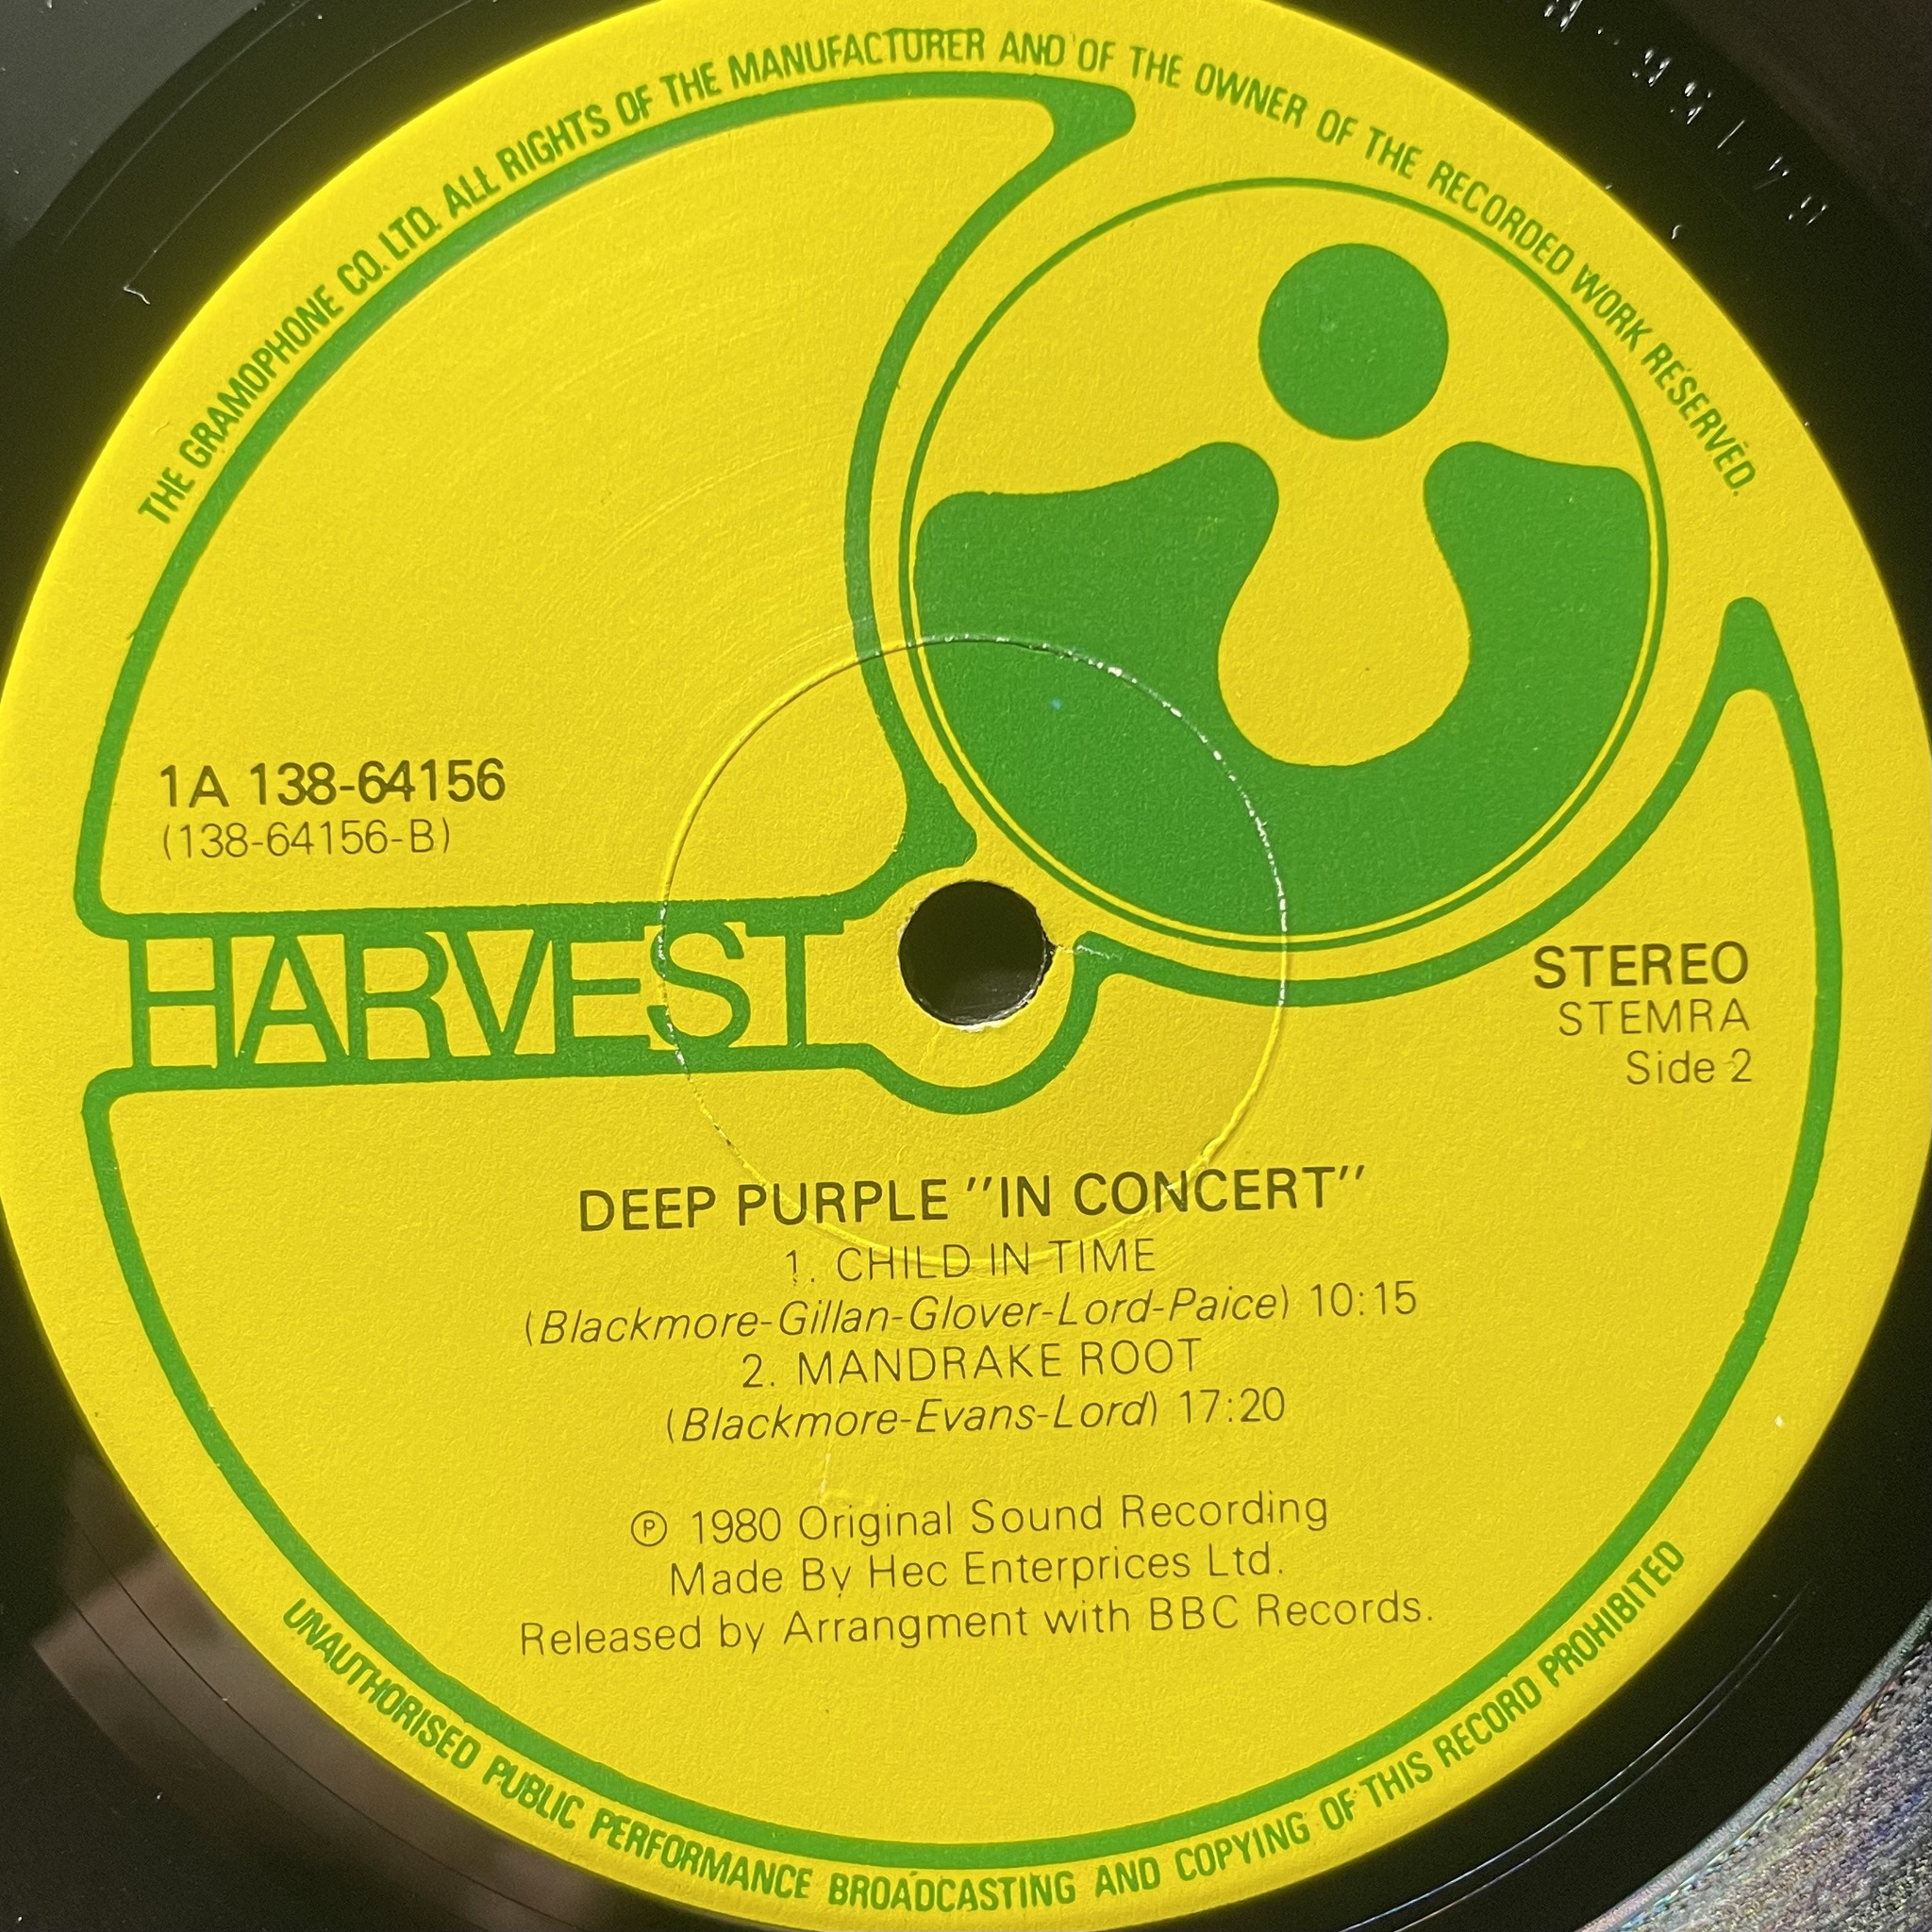 THE GRAMOPHONE CO. LTD. ALL RIGHTS OF THE MANUFACTURER AND OF THE OWNER OF THE RECORDED WORK RESERVED.
1A 138-64156
(138-64156-B)
HARVEST
STEREO
STEMRA
Side 2
DEEP PURPLE "IN CONCERT"
1. CHILD IN TIME
(Blackmore-Gillan-Glover-Lord-Paice) 10:15
2. MANDRAKE ROOT
(Blackmore-Evans-Lord) 17:20
℗ 1980 Original Sound Recording
Made By Hec Enterprices Ltd.
Released by Arrangment with BBC Records.
UNAUTHORISED PUBLIC PERFORMANCE BROADCASTING AND COPYING OF THIS RECORD PROHIBITED